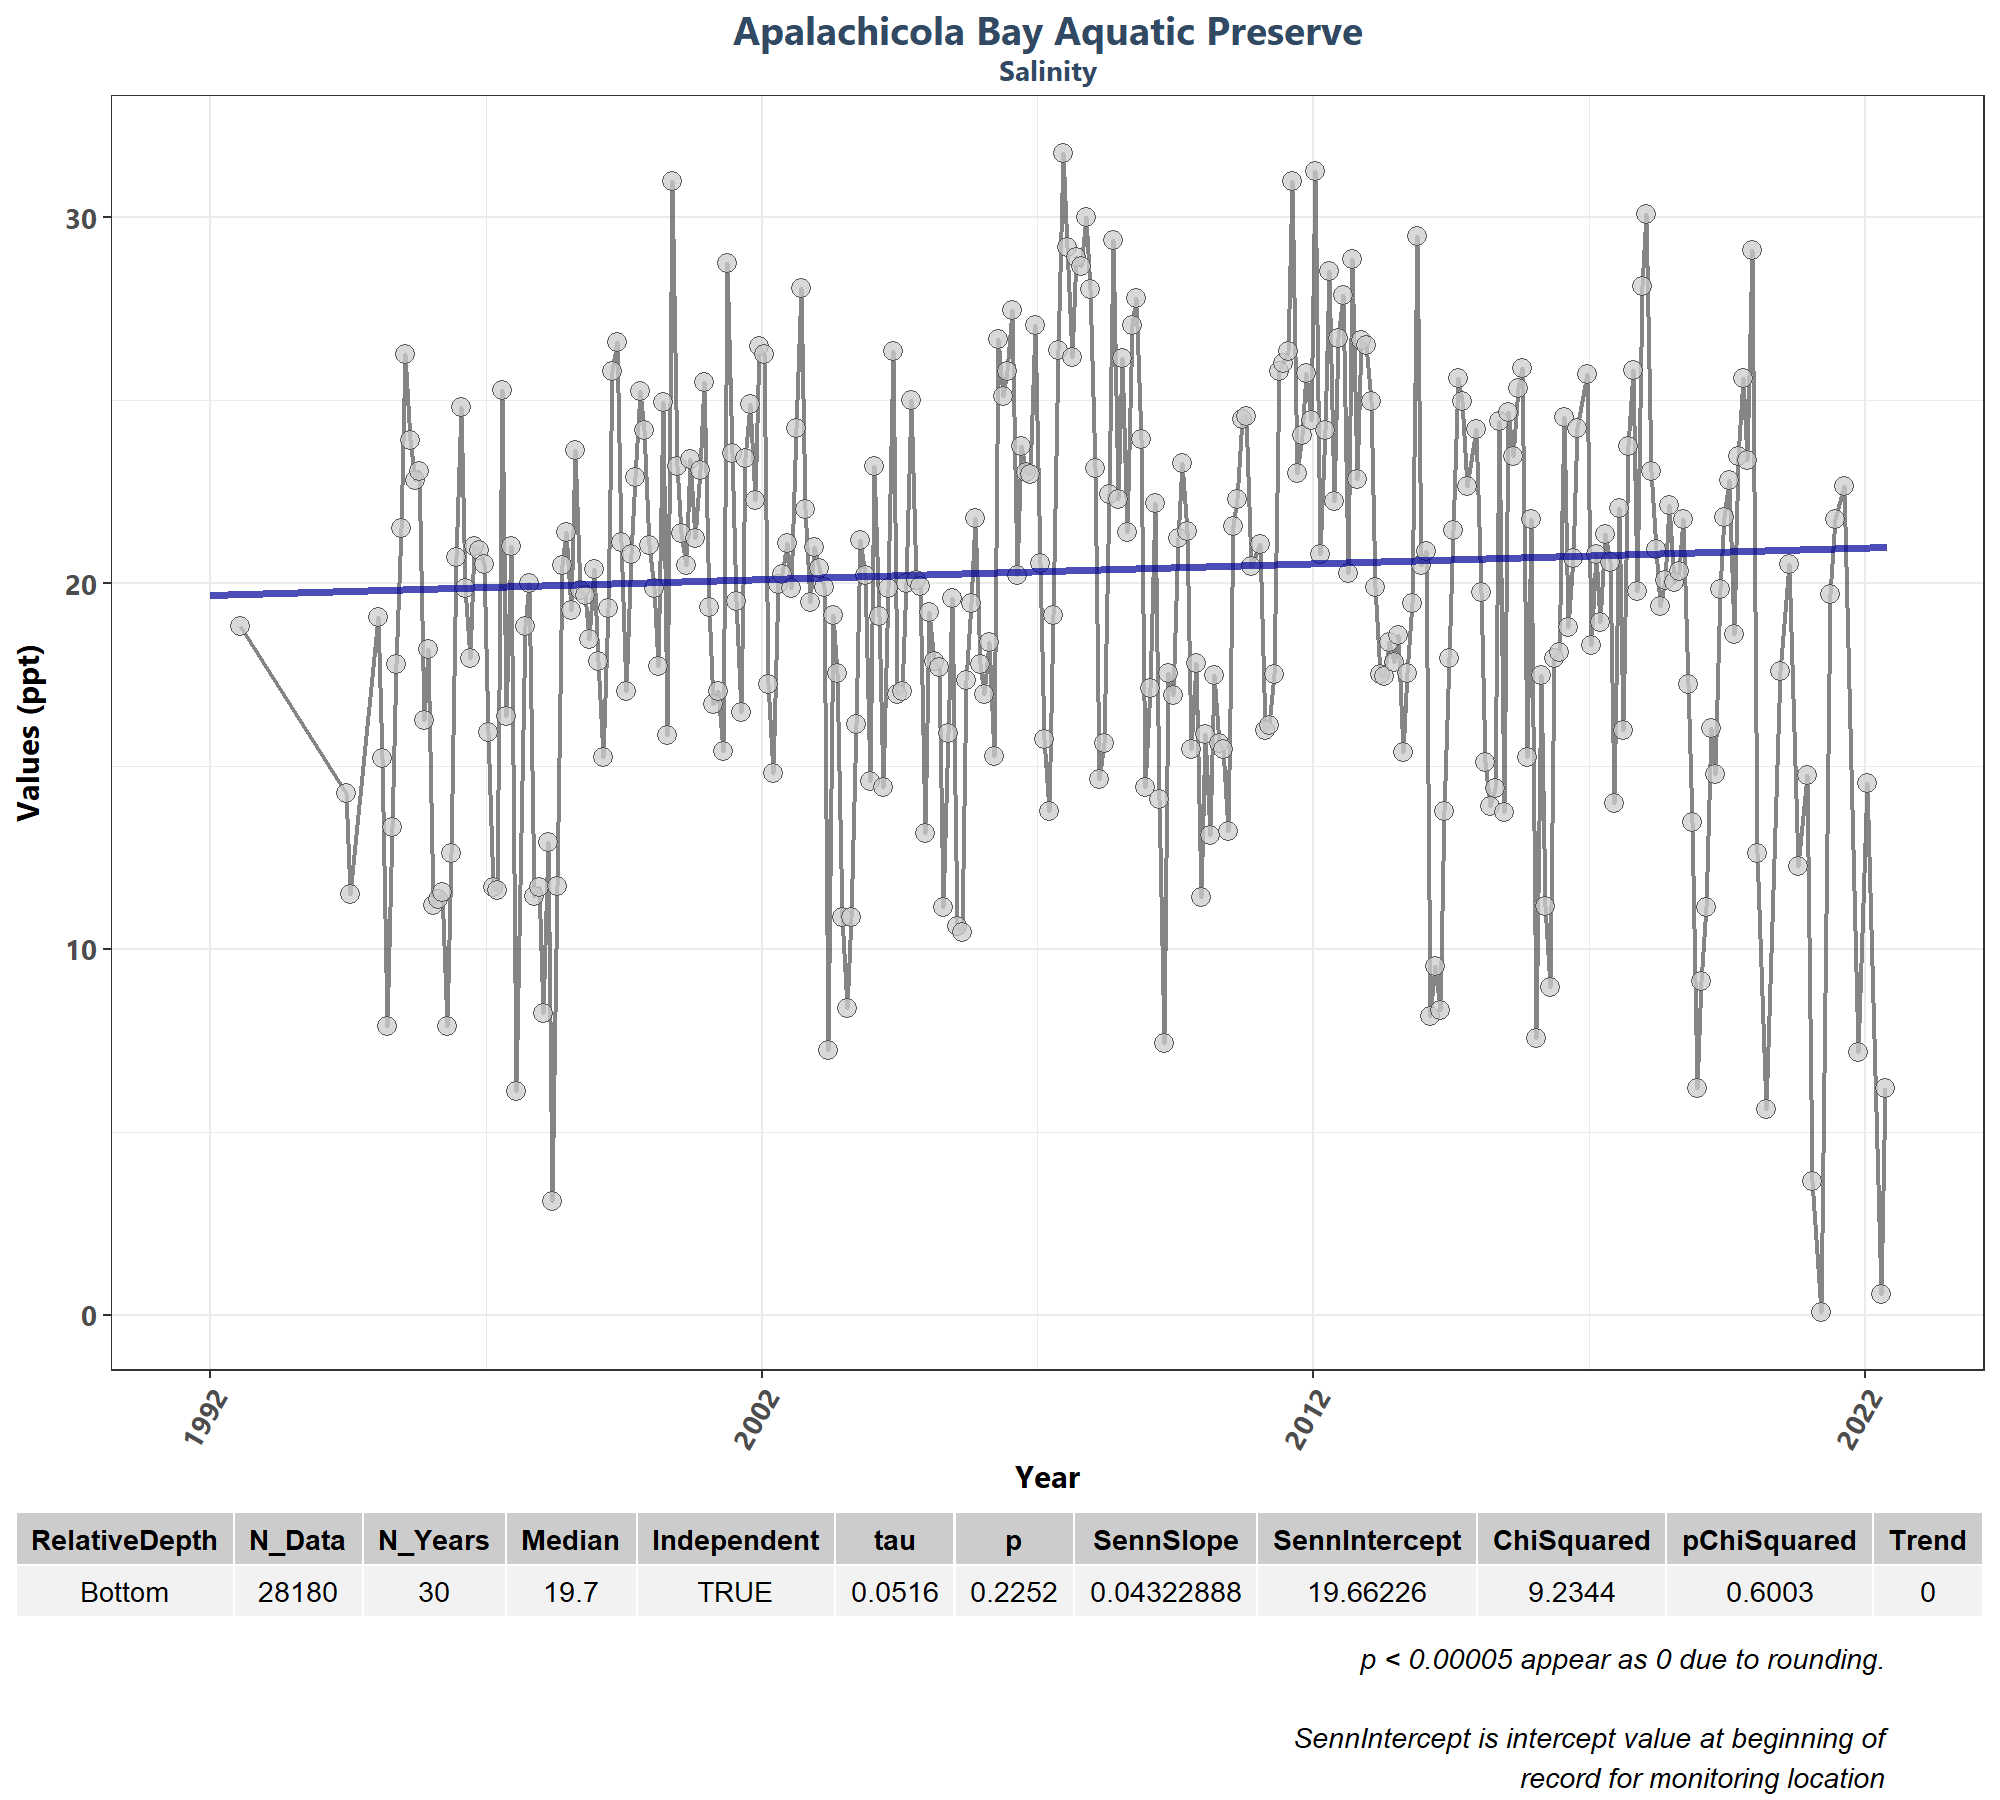 Apalachicola Bay Aquatic Preserve
Salinity
Values (ppt)
30
20
10
0
1992
2002
2012
2022
Year
RelativeDepth N_Data N_Years Median Independent tau p SennSlope SennIntercept ChiSquared pChiSquared Trend
Bottom 28180 30 19.7 TRUE 0.0516 0.2252 0.04322888 19.66226 9.2344 0.6003 0
p < 0.00005 appear as 0 due to rounding.
SennIntercept is intercept value at beginning of
record for monitoring location